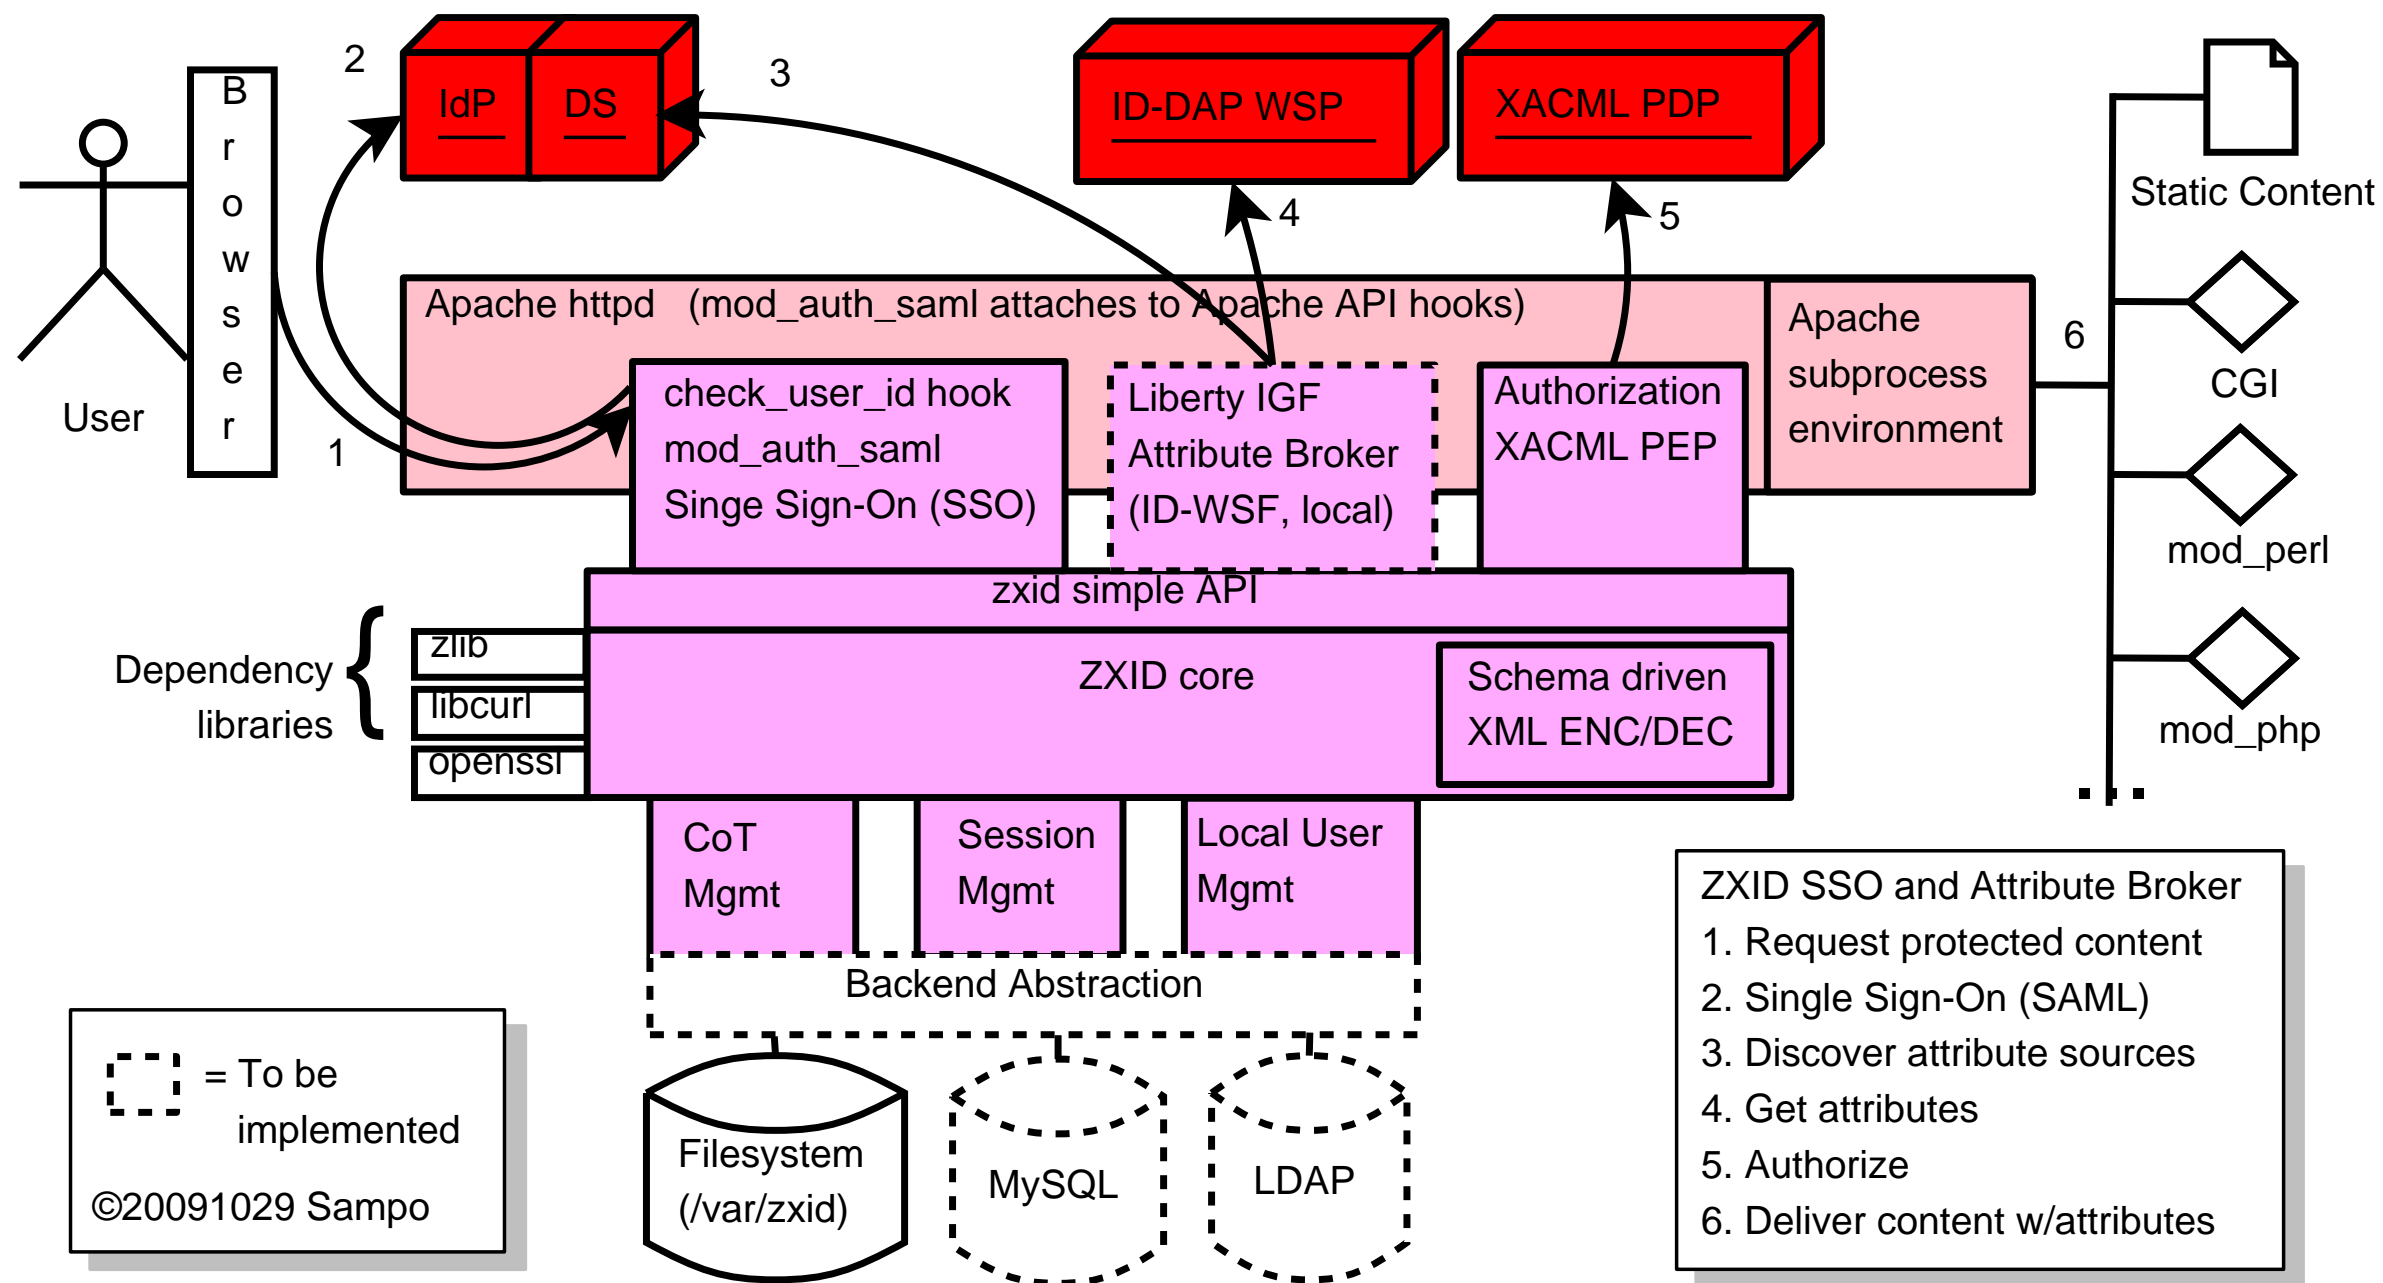 2
3
IdP
DS
ID-DAP WSP
XACML PDP
Browser
User
1
4
5
6
Static Content
CGI
mod_perl
mod_php
...
Apache httpd (mod_auth_saml attaches to Apache API hooks)
Apache
subprocess
environment
check_user_id hook
mod_auth_saml
Singe Sign-On (SSO)
Liberty IGF
Attribute Broker
(ID-WSF, local)
Authorization
XACML PEP
zxid simple API
Dependency
libraries
{
zlib
libcurl
openssl
ZXID core
Schema driven
XML ENC/DEC
CoT
Mgmt
Session
Mgmt
Local User
Mgmt
Backend Abstraction
Filesystem
(/var/zxid)
MySQL
LDAP
= To be
implemented
©20091029 Sampo
ZXID SSO and Attribute Broker
1. Request protected content
2. Single Sign-On (SAML)
3. Discover attribute sources
4. Get attributes
5. Authorize
6. Deliver content w/attributes